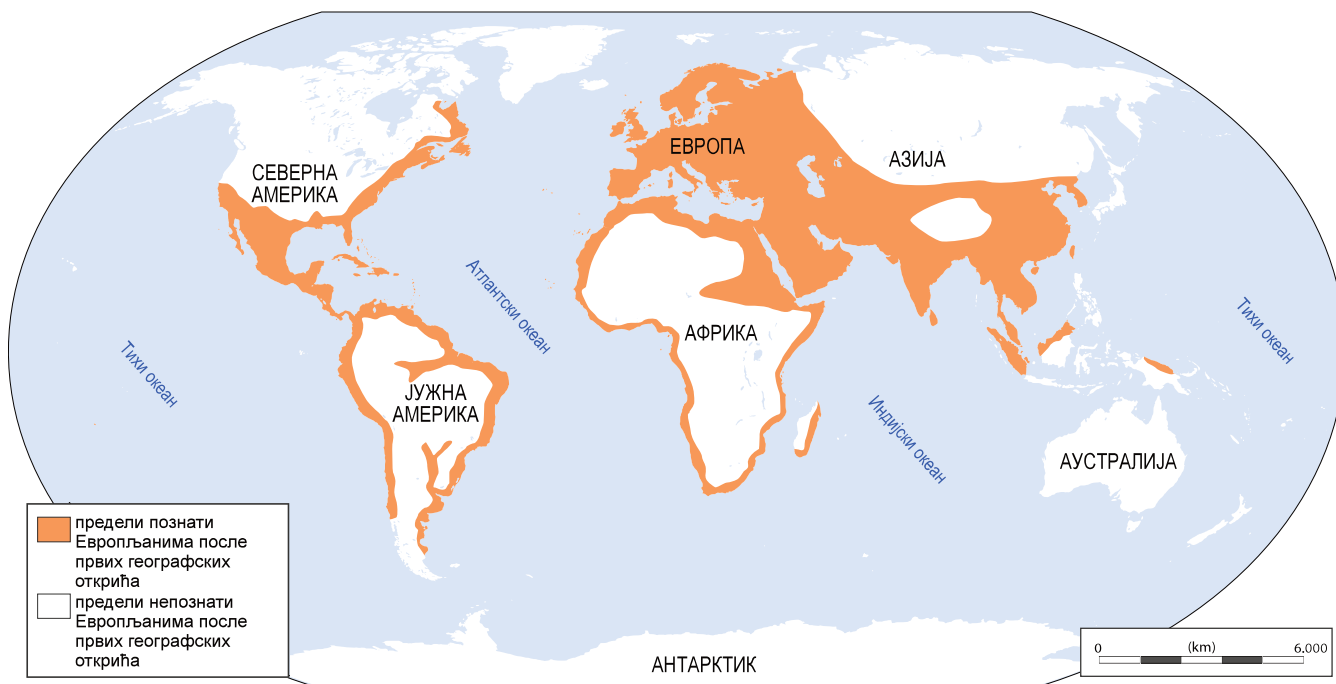 ЕВРОПА
АЗИЈА
СЕВЕРНА
АМЕРИКА
Атлантски океан
Тихи океан
Тихи океан
АФРИКА
ЈУЖНА
АМЕРИКА
Индијски океан
АУСТРАЛИЈА
предели познати
Европљанима после
првих географских
открића
предели непознати
Европљанима после
првих географских
открића
АНТАРКТИК
0 (km) 6.000